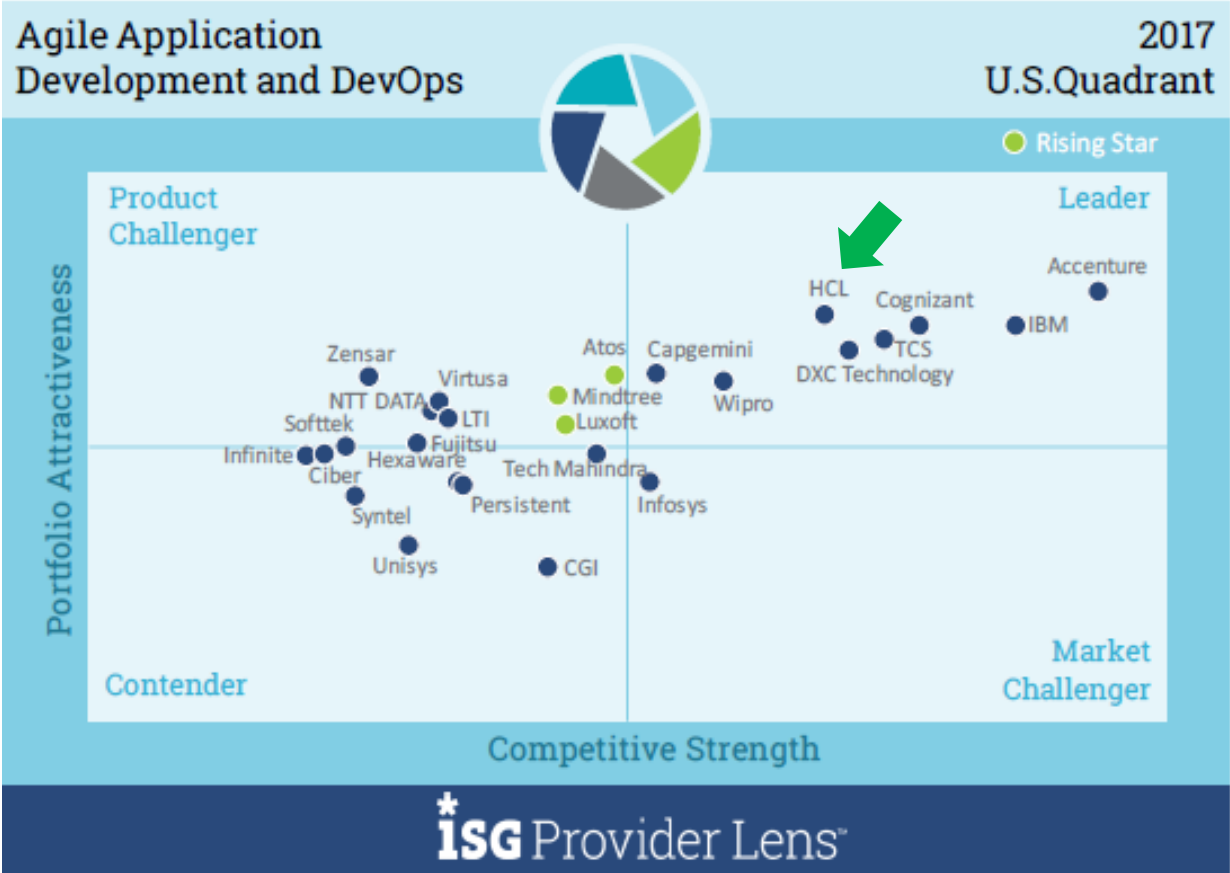 Agile Application
Development and DevOps
2017
U.S.Quadrant
Rising Star
Product
Challenger
Leader
Portfolio Attractiveness
Accenture
HCL
Cognizant
IBM
TCS
DXC Technology
Atos
Capgemini
Zensar
Virtusa
Mindtree
Wipro
NTT DATA
LTI
Luxoft
Softtek
Fujitsu
Infinite
Hexaware
Tech Mahindra
Ciber
Persistent
Infosys
Syntel
Unisys
CGI
Contender
Market
Challenger
Competitive Strength
iSG Provider Lens™